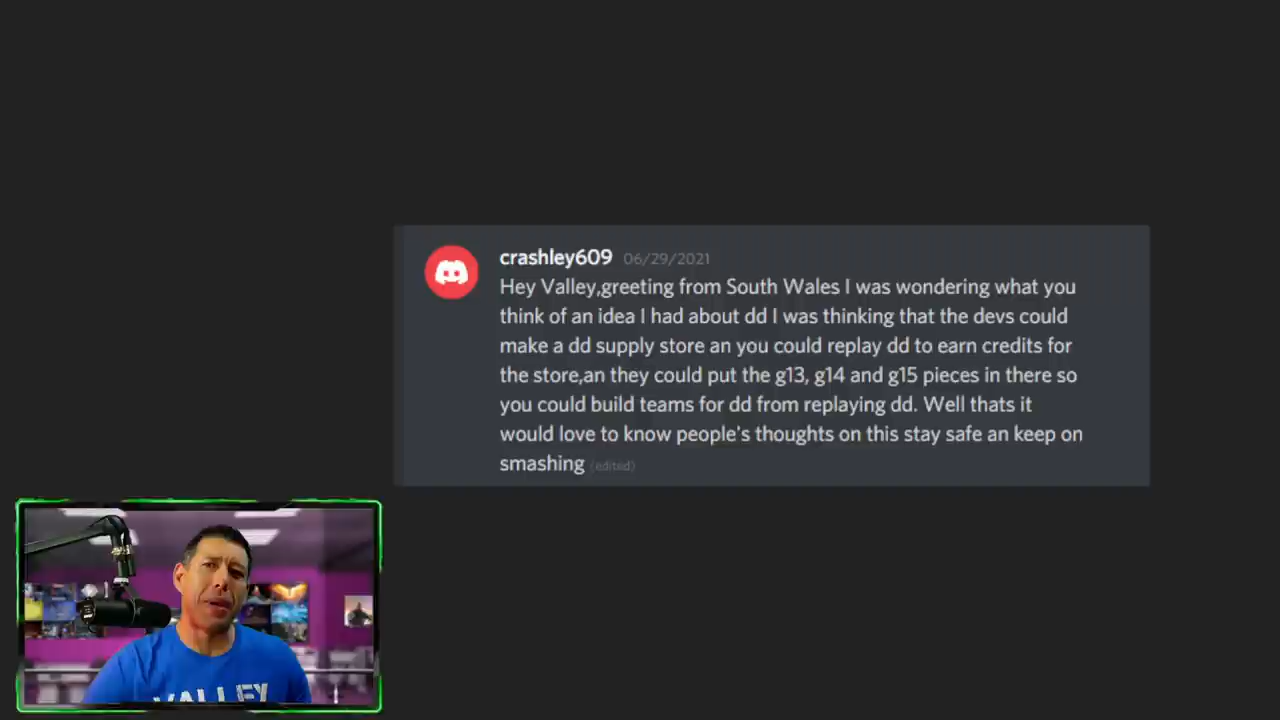 crashley609 06/29/2021
Hey Valley,greeting from South Wales I was wondering what you
think of an idea I had about dd I was thinking that the devs could
make a dd supply store an you could replay dd to earn credits for
the store,an they could put the g13, g14 and g15 pieces in there so
you could build teams for dd from replaying dd. Well thats it
would love to know people's thoughts on this stay safe an keep on
smashing (edited)
VALLEY